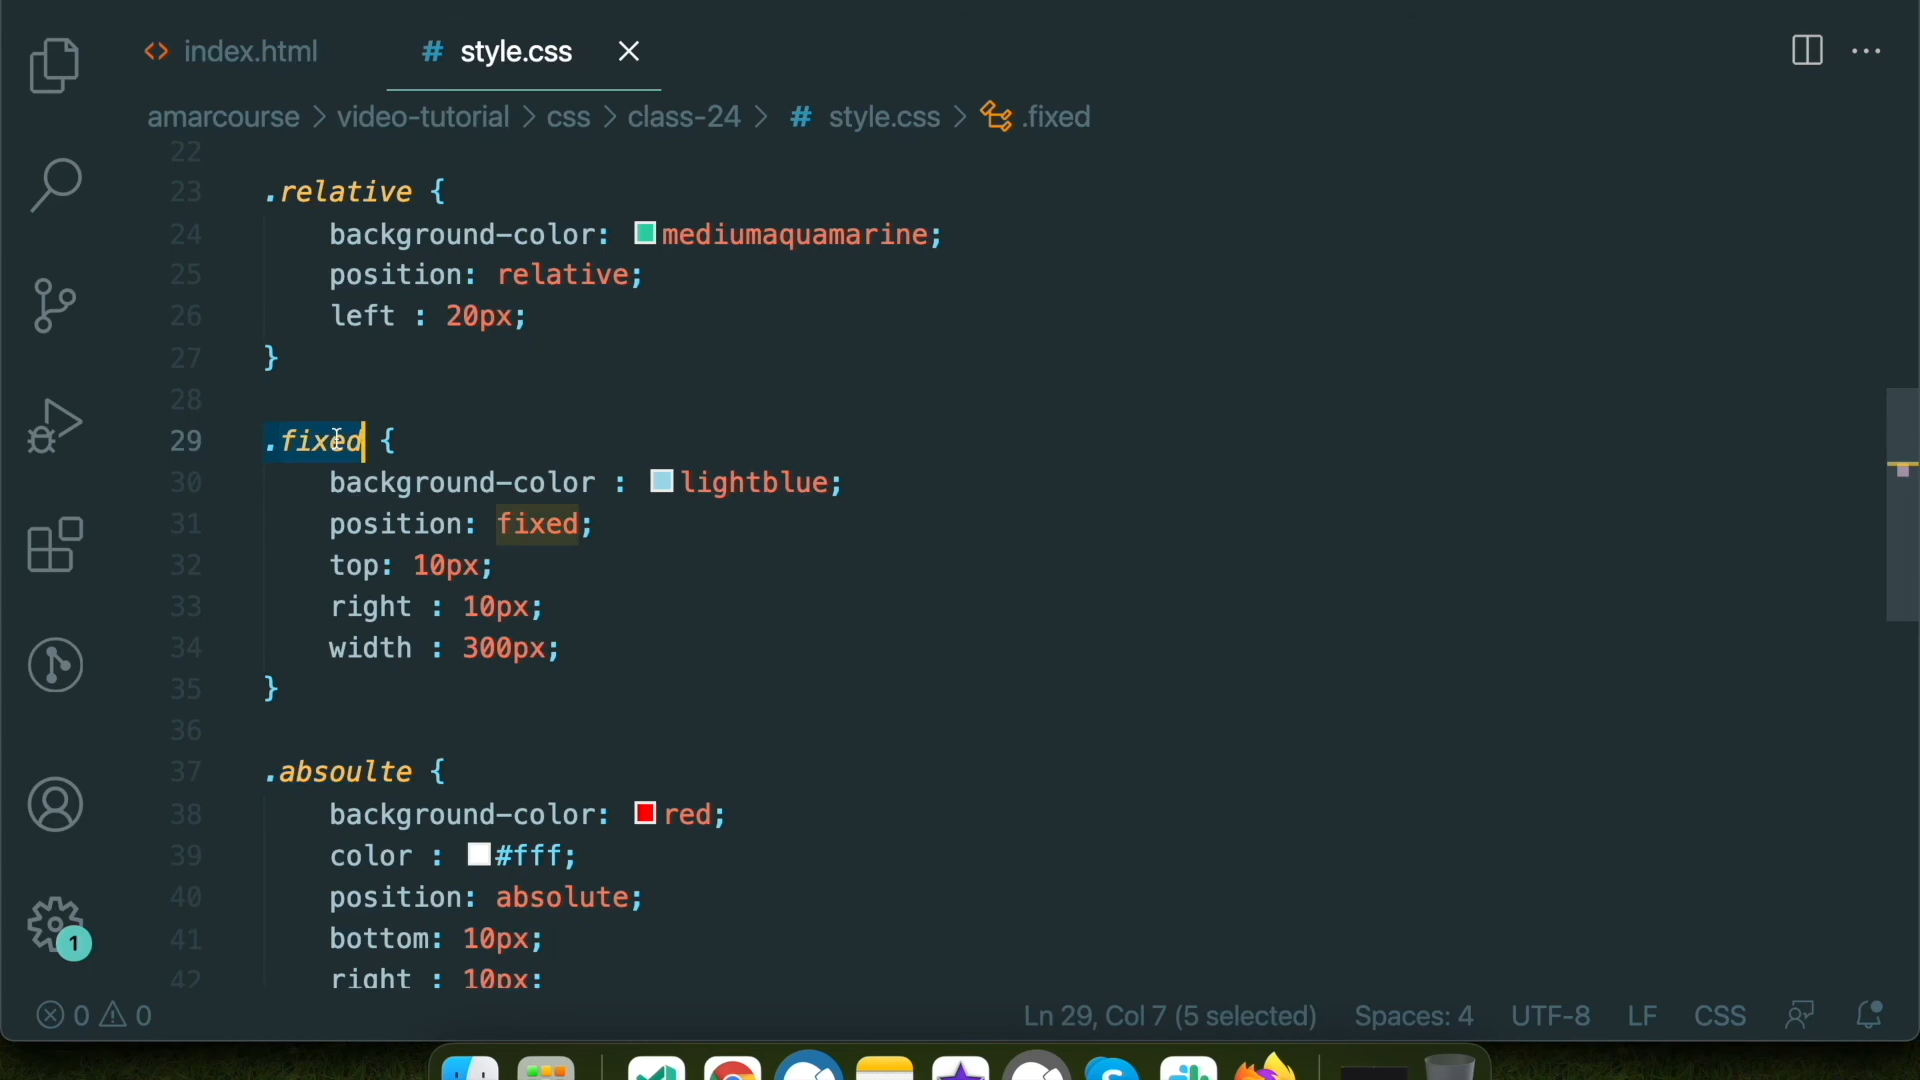 index.html
style.css
amarcourse > video-tutorial > css > class-24 > # style.css > .fixed
22
23 .relative {
24 background-color: mediumaquamarine;
25 position: relative;
26 left : 20px;
27 }
28
29 .fixed {
30 background-color : lightblue;
31 position: fixed;
32 top: 10px;
33 right : 10px;
34 width : 300px;
35 }
36
37 .absoulte {
38 background-color: red;
39 color : #fff;
40 position: absolute;
41 bottom: 10px;
42 right : 10px;
1
0 0 Ln 29, Col 7 (5 selected) Spaces: 4 UTF-8 LF CSS